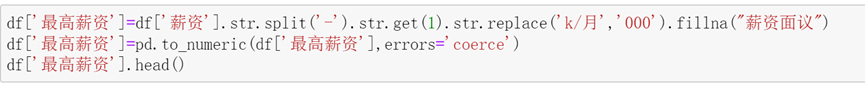 df['最高薪资']=df['薪资'].str.split('-').str.get(1).str.replace('k/月','000').fillna("薪资面议")
df['最高薪资']=pd.to_numeric(df['最高薪资'],errors='coerce')
df['最高薪资'].head()